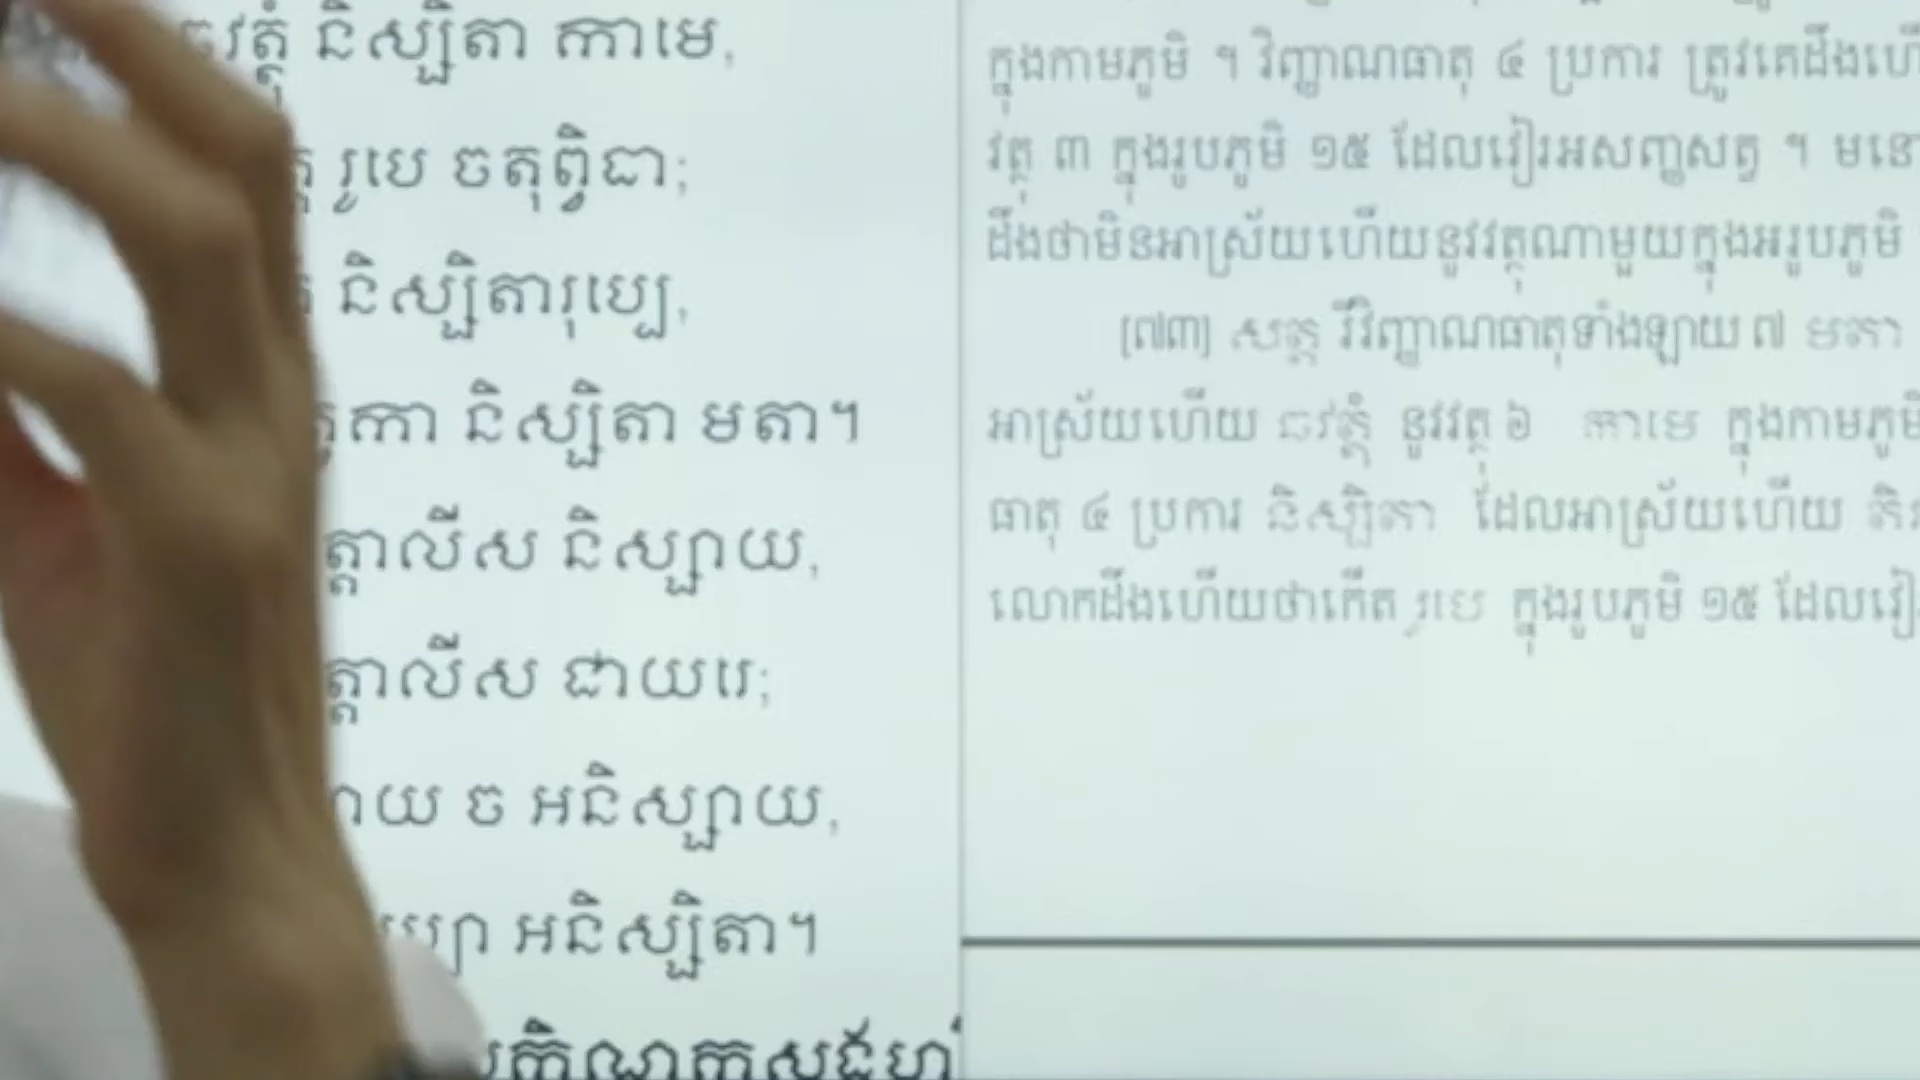 ឆវត្ថុំ និស្ស្សិតា កាមេ,
រូបេ ចតុព្វិធា;
និស្សិតារុប្បេ,
និស្សិតា មតា។
ត្តាលីស និស្សាយ,
ត្តាលីស ជាយរេ;
ច អនិស្សាយ,
អនិស្សិតា។
ក្នុងកាមភូមិ ។ វិញ្ញាណធាតុ ៤ ប្រការ ត្រូវគេដឹងហើ
វត្ថុ ៣ ក្នុងរូបភូមិ ១៥ ដែលវៀរអសញ្ញសត្វ ។ មនោ
ដឹងថាមិនអាស្រ័យហើយនូវវត្ថុណាមួយក្នុងអរូបភូមិ
[៧៣] សត្ត រីវិញ្ញាណធាតុទាំងឡាយ ៧ មតា
អាស្រ័យហើយ ឆវត្ថុំ នូវវត្ថុ ៦ កាមេ ក្នុងកាមភូមិ
ធាតុ ៤ ប្រការ និស្សិតា ដែលអាស្រ័យហើយ
លោកដឹងហើយថាកើត រូបេ ក្នុងរូបភូមិ ១៥ ដែលវៀ